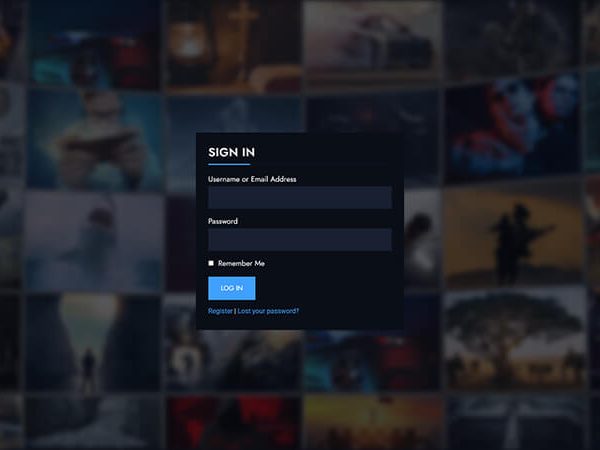 SIGN IN
Username or Email Address
Password
Remember Me
LOG IN
Register | Lost your password?